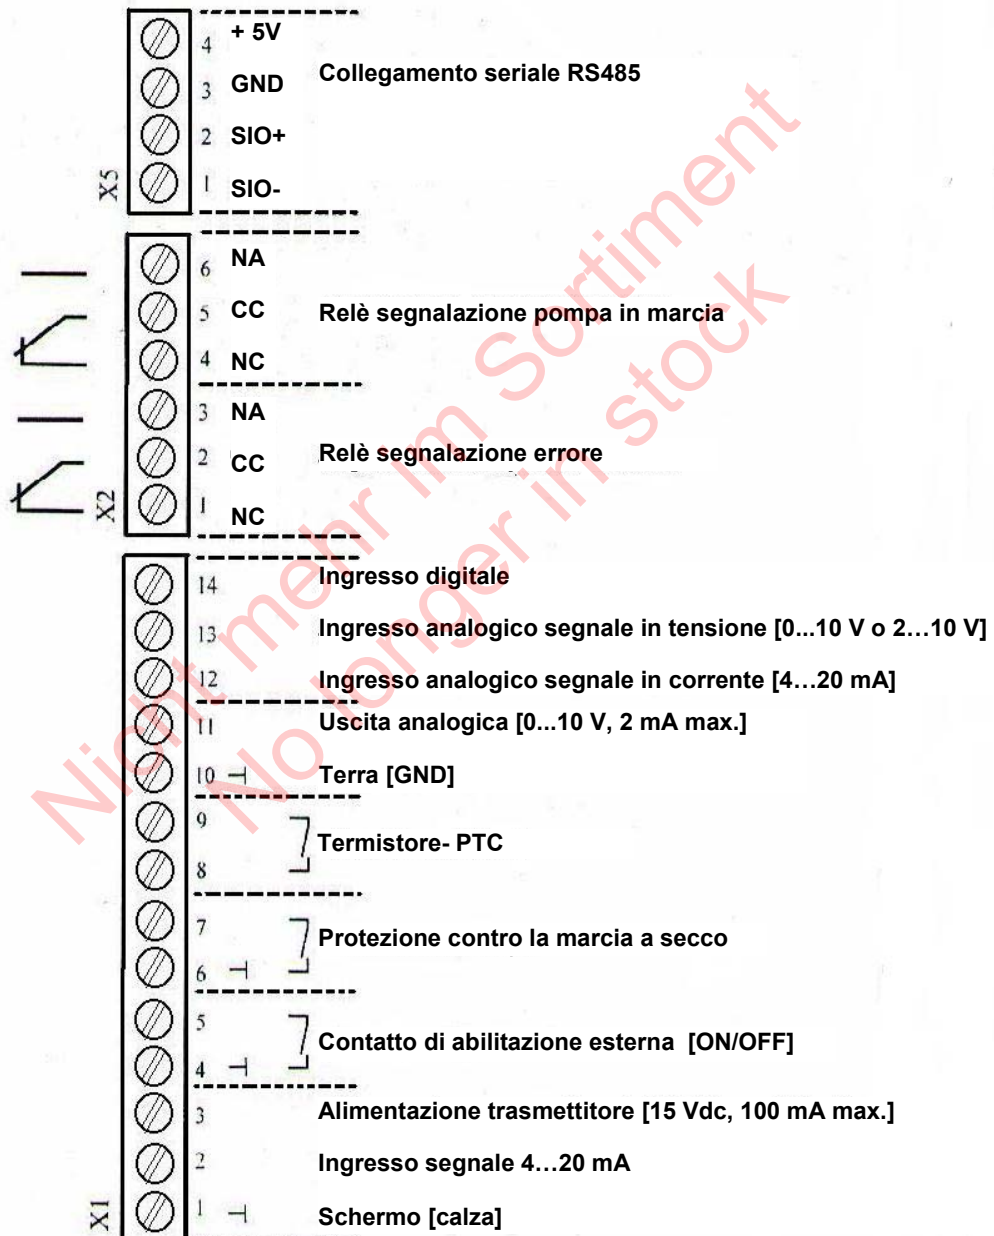 4 + 5V
3 GND Collegamento seriale RS485
2 SIO+
1 SIO-
X5
6 NA
5 CC Relè segnalazione pompa in marcia
4 NC
3 NA
2 CC Relè segnalazione errore
1 NC
X2
14 Ingresso digitale
13 Ingresso analogico segnale in tensione [0...10 V o 2…10 V]
12 Ingresso analogico segnale in corrente [4…20 mA]
11 Uscita analogica [0...10 V, 2 mA max.]
10 Terra [GND]
9
Termistore- PTC
8
7
Protezione contro la marcia a secco
6
5
Contatto di abilitazione esterna [ON/OFF]
4
3 Alimentazione trasmettitore [15 Vdc, 100 mA max.]
2 Ingresso segnale 4…20 mA
1 Schermo [calza]
X1
Nicht mehr im Sortiment
No longer in stock